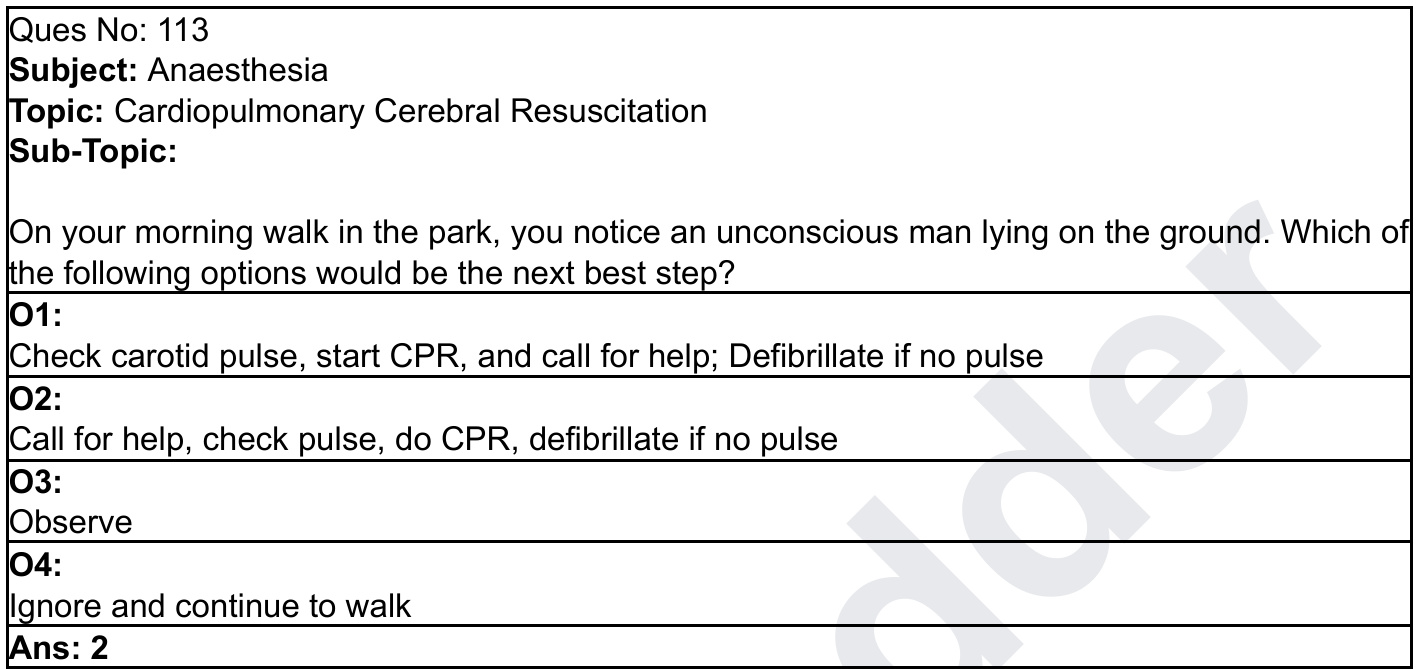 Ques No: 113
Subject: Anaesthesia
Topic: Cardiopulmonary Cerebral Resuscitation
Sub-Topic:
On your morning walk in the park, you notice an unconscious man lying on the ground. Which of
the following options would be the next best step?
O1:
Check carotid pulse, start CPR, and call for help; Defibrillate if no pulse
O2:
Call for help, check pulse, do CPR, defibrillate if no pulse
O3:
Observe
O4:
Ignore and continue to walk
Ans: 2
dder